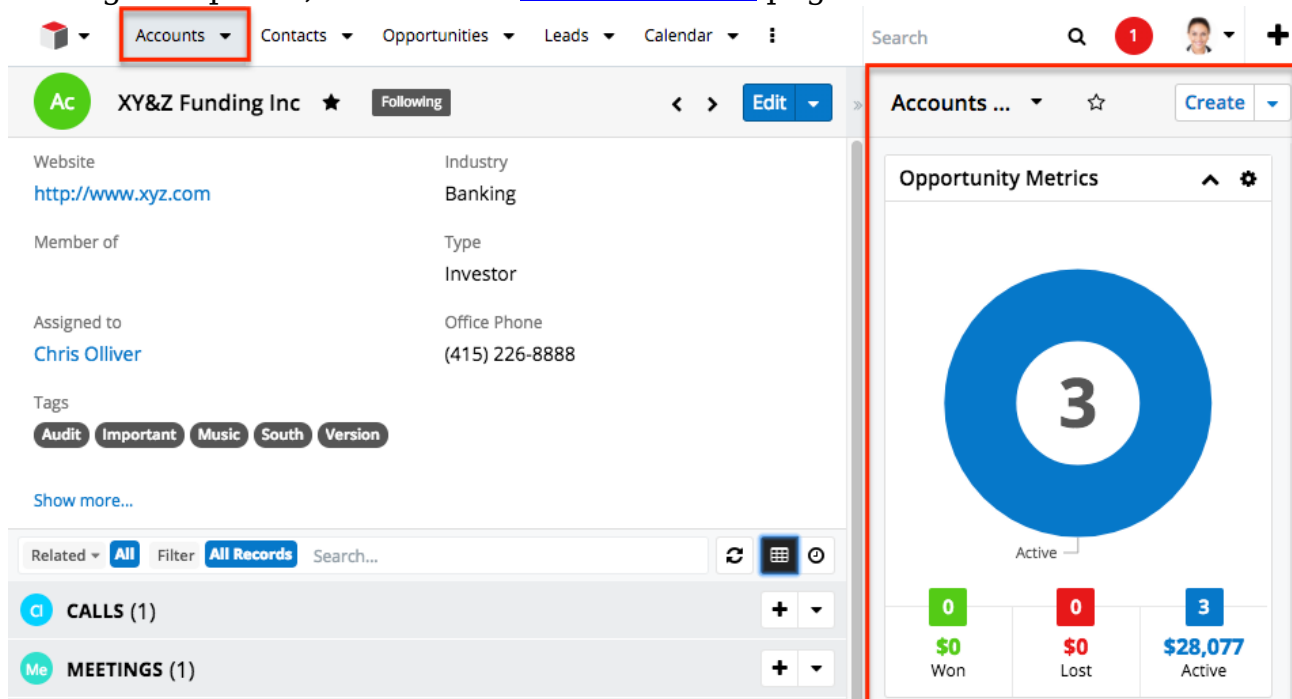 Accounts Contacts Opportunities Leads Calendar Search 1
Ac XY&Z Funding Inc Following Edit
Website
http://www.xyz.com
Industry
Banking
Member of
Type
Investor
Assigned to
Chris Olliver
Office Phone
(415) 226-8888
Tags
Audit Important Music South Version
Show more...
Related All Filter All Records Search...
CI CALLS (1)
Me MEETINGS (1)
Accounts ... Create
Opportunity Metrics
3
Active
0 0 3
$0 $0 $28,077
Won Lost Active